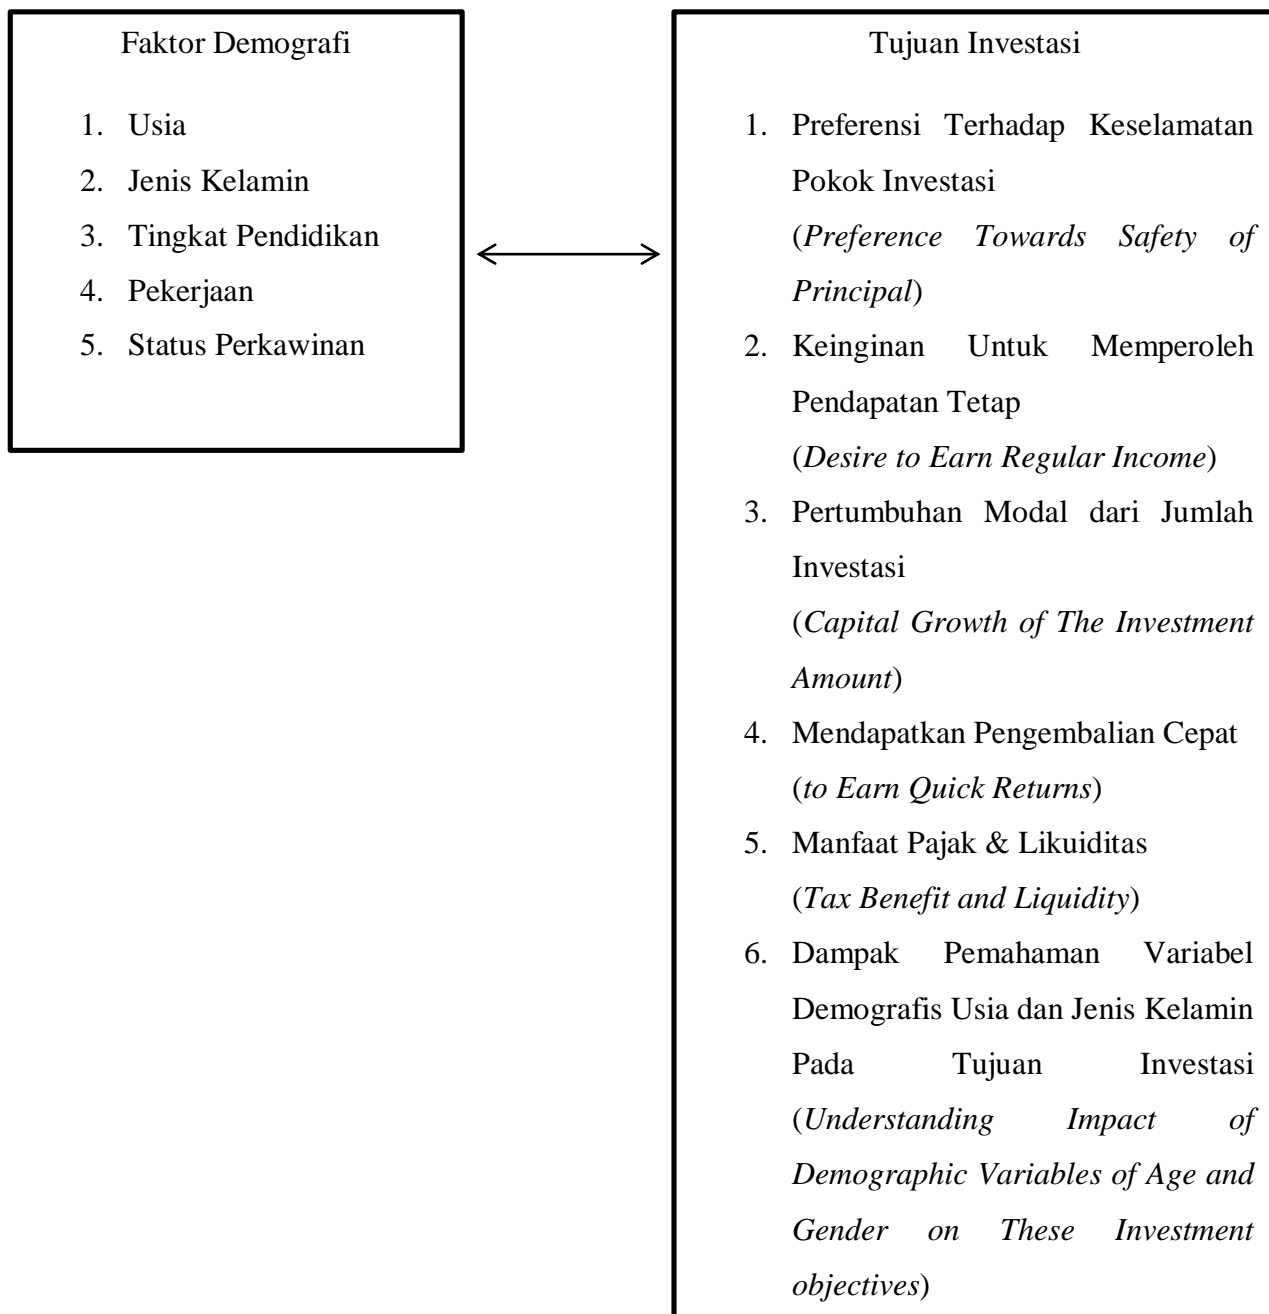 Faktor Demografi
1. Usia
2. Jenis Kelamin
3. Tingkat Pendidikan
4. Pekerjaan
5. Status Perkawinan
Tujuan Investasi
1. Preferensi Terhadap Keselamatan
Pokok Investasi
(Preference Towards Safety of
Principal)
2. Keinginan Untuk Memperoleh
Pendapatan Tetap
(Desire to Earn Regular Income)
3. Pertumbuhan Modal dari Jumlah
Investasi
(Capital Growth of The Investment
Amount)
4. Mendapatkan Pengembalian Cepat
(to Earn Quick Returns)
5. Manfaat Pajak & Likuiditas
(Tax Benefit and Liquidity)
6. Dampak Pemahaman Variabel
Demografis Usia dan Jenis Kelamin
Pada Tujuan Investasi
(Understanding Impact of
Demographic Variables of Age and
Gender on These Investment
objectives)